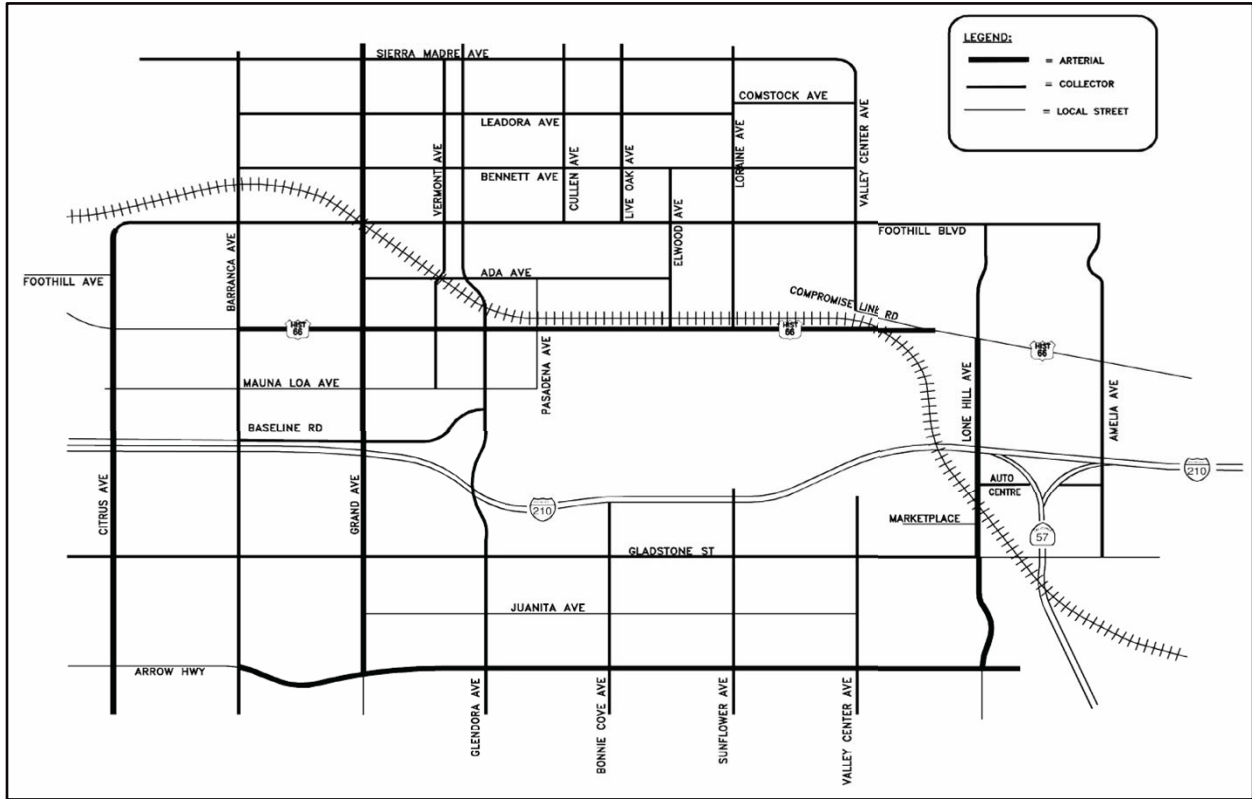 LEGEND:
= ARTERIAL
= COLLECTOR
= LOCAL STREET
SIERRA MADRE AVE
COMSTOCK AVE
LEADORA AVE
VERMONT AVE
BENNETT AVE
CULLEN AVE
LIVE OAK AVE
ELWOOD AVE
LORAINE AVE
VALLEY CENTER AVE
FOOTHILL BLVD
BARRANCA AVE
FOOTHILL AVE
ADA AVE
COMPROMISE LINE RD
HIST
66
HIST
66
HIST
66
MAUNA LOA AVE
PASADENA AVE
LONE HILL AVE
AMELIA AVE
BASELINE RD
CITRUS AVE
GRAND AVE
210
210
AUTO
CENTRE
MARKETPLACE
57
GLADSTONE ST
JUANITA AVE
ARROW HWY
GLENDORA AVE
BONNIE COVE AVE
SUNFLOWER AVE
VALLEY CENTER AVE